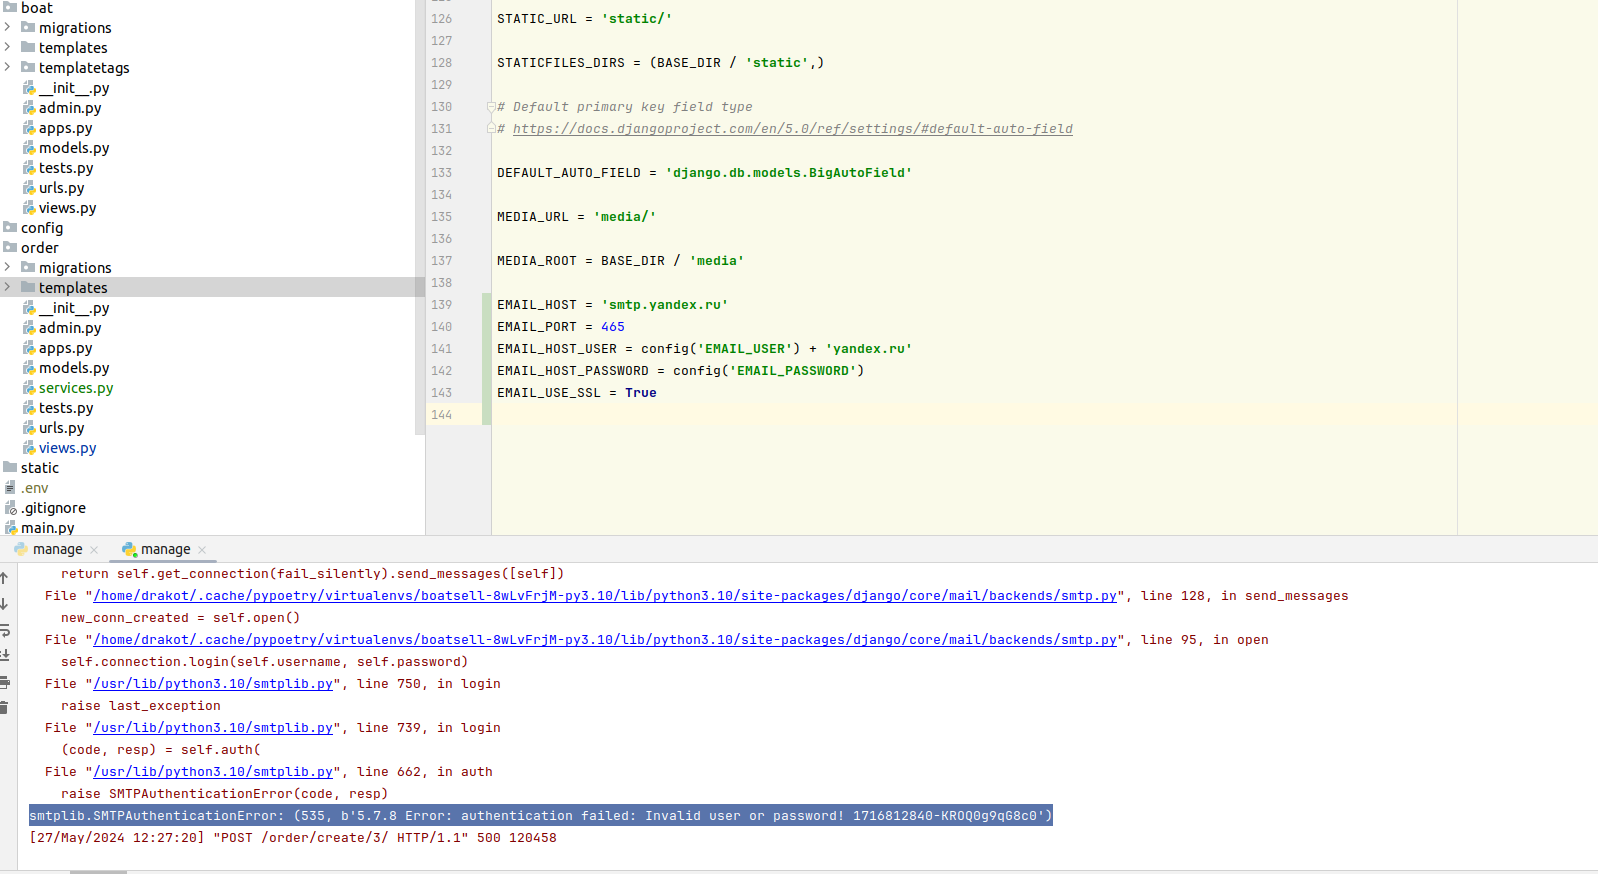 boat
migrations
templates
templatetags
__init__.py
admin.py
apps.py
models.py
tests.py
urls.py
views.py
config
order
migrations
templates
__init__.py
admin.py
apps.py
models.py
services.py
tests.py
urls.py
views.py
static
.env
.gitignore
main.py
126 STATIC_URL = 'static/'
127
128 STATICFILES_DIRS = (BASE_DIR / 'static',)
129
130 # Default primary key field type
131 # https://docs.djangoproject.com/en/5.0/ref/settings/#default-auto-field
132
133 DEFAULT_AUTO_FIELD = 'django.db.models.BigAutoField'
134
135 MEDIA_URL = 'media/'
136
137 MEDIA_ROOT = BASE_DIR / 'media'
138
139 EMAIL_HOST = 'smtp.yandex.ru'
140 EMAIL_PORT = 465
141 EMAIL_HOST_USER = config('EMAIL_USER') + 'yandex.ru'
142 EMAIL_HOST_PASSWORD = config('EMAIL_PASSWORD')
143 EMAIL_USE_SSL = True
144
manage manage
return self.get_connection(fail_silently).send_messages([self])
File "/home/drakot/.cache/pypoetry/virtualenvs/boatsell-8wLvFrjM-py3.10/lib/python3.10/site-packages/django/core/mail/backends/smtp.py", line 128, in send_messages
new_conn_created = self.open()
File "/home/drakot/.cache/pypoetry/virtualenvs/boatsell-8wLvFrjM-py3.10/lib/python3.10/site-packages/django/core/mail/backends/smtp.py", line 95, in open
self.connection.login(self.username, self.password)
File "/usr/lib/python3.10/smtplib.py", line 750, in login
raise last_exception
File "/usr/lib/python3.10/smtplib.py", line 739, in login
(code, resp) = self.auth(
File "/usr/lib/python3.10/smtplib.py", line 662, in auth
raise SMTPAuthenticationError(code, resp)
smtplib.SMTPAuthenticationError: (535, b'5.7.8 Error: authentication failed: Invalid user or password! 1716812840-KROQ0g9qG8c0')
[27/May/2024 12:27:20] "POST /order/create/3/ HTTP/1.1" 500 120458